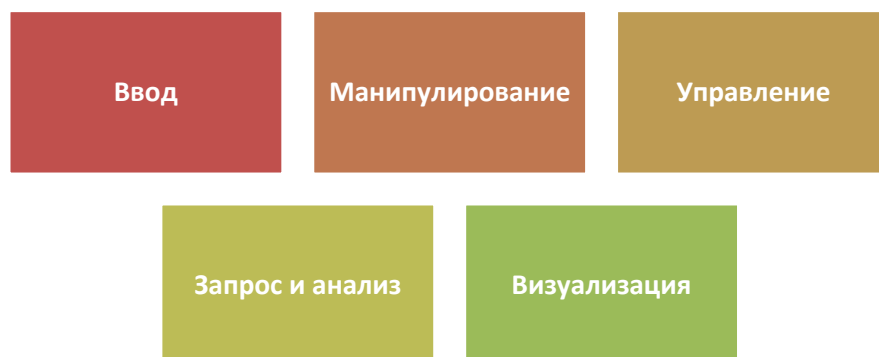 Ввод
Манипулирование
Управление
Запрос и анализ
Визуализация